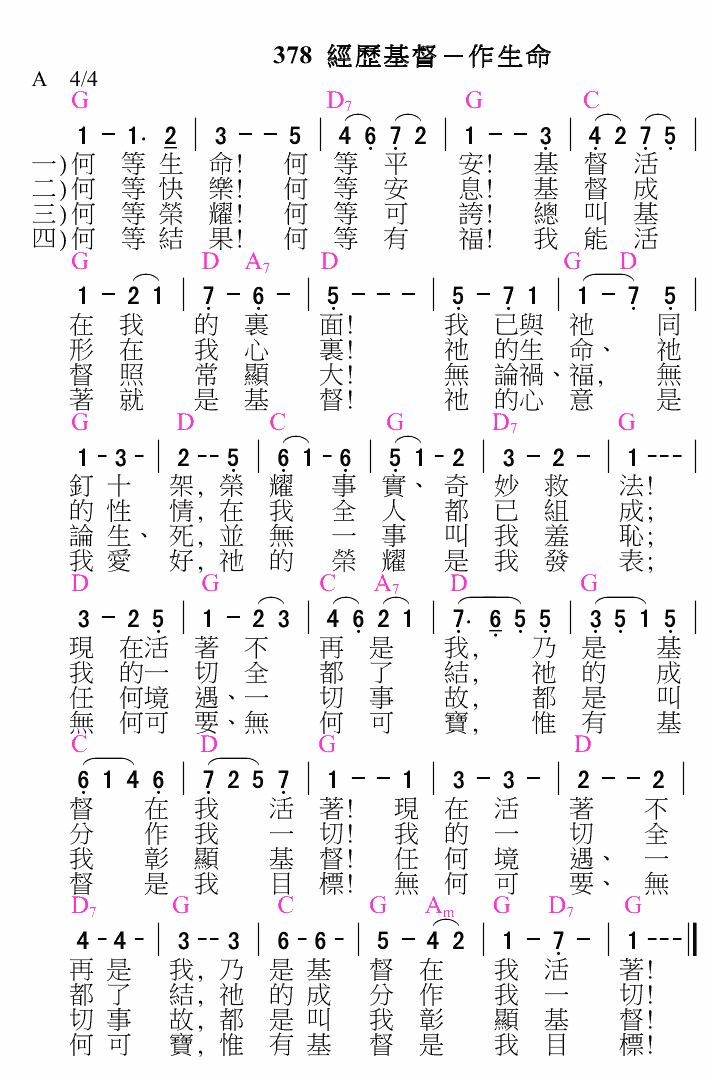 378 經歷基督－作生命
A 4/4
G D7 G C
1 - 1. 2 | 3 - - 5 | 4 6 7 2 | 1 - - 3 | 4 2 7 5 |
一)何 等 生 命! 何 等 平 安! 基 督 活
二)何 等 快 樂! 何 等 安 息! 基 督 成
三)何 等 榮 耀! 何 等 可 誇! 總 叫 基
四)何 等 結 果! 何 等 有 福! 我 能 活
G D A7 D G D
1 - 2 1 | 7 - 6 - | 5 - - - | 5 - 7 1 | 1 - 7 5 |
在 我 的 裏 面! 我 已與 祂 同
形 在 我 心 裏! 祂 的生 命、 祂
督 照 常 顯 大! 無 論禍、福, 無
著 就 是 基 督! 祂 的心 意 是
G D C G D7 G
1 - 3 - | 2 - - 5 | 6 1 - 6 | 5 1 - 2 | 3 - 2 - | 1 - - - |
釘 十 架, 榮 耀 事 實、 奇 妙 救 法!
的 性 情, 在 我 全 人 都 已 組 成;
論 生、 死, 並 無 一 事 叫 我 羞 恥;
我 愛 好, 祂 的 榮 耀 是 我 發 表;
D G C A7 D G
3 - 2 5 | 1 - 2 3 | 4 6 2 1 | 7. 6 5 5 | 3 5 1 5 |
現 在活 著 不 再 是 我, 乃 是 基
我 的一 切 全 都 了 結, 祂 的 成
任 何境 遇、一 切 事 故, 都 是 叫
無 何可 要、無 何 可 寶, 惟 有 基
C D G D
6 1 4 6 | 7 2 5 7 | 1 - - 1 | 3 - 3 - | 2 - - 2 |
督 在 我 活 著! 現 在 活 著 不
分 作 我 一 切! 我 的 一 切 全
我 彰 顯 基 督! 任 何 境 遇、 一
督 是 我 目 標! 無 何 可 要、 無
D7 G C G Am G D7 G
4 - 4 - | 3 - - 3 | 6 - 6 - | 5 - 4 2 | 1 - 7 - | 1 - - - ||
再 是 我, 乃 是 基 督 在 我 活 著!
都 了 結, 祂 的 成 分 作 我 一 切!
切 事 故, 都 是 叫 我 彰 顯 基 督!
何 可 寶, 惟 有 基 督 是 我 目 標!